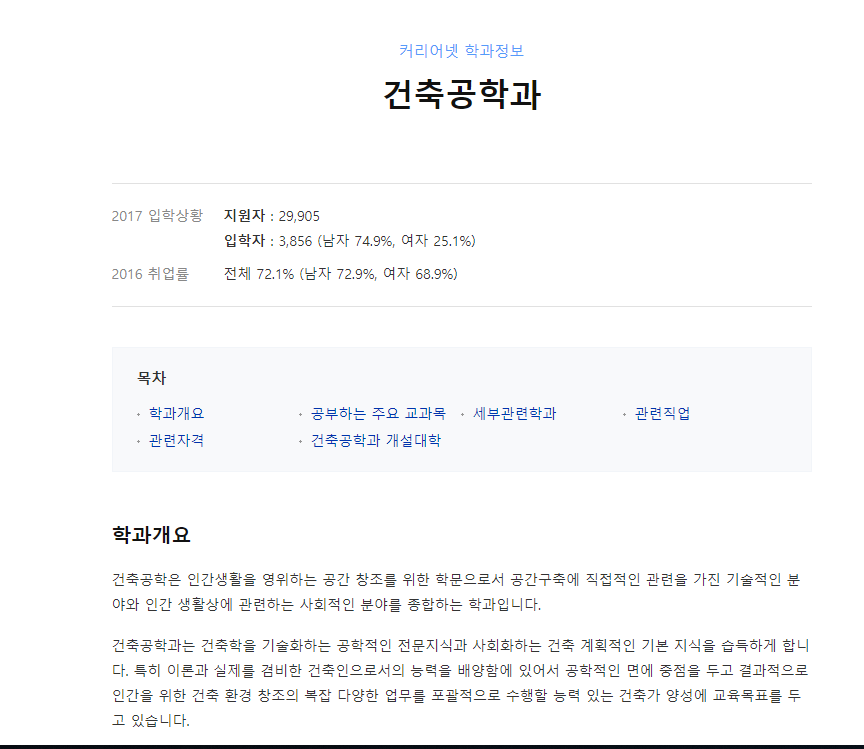 커리어넷 학과정보
건축공학과
2017 입학상황 지원자 : 29,905
입학자 : 3,856 (남자 74.9%, 여자 25.1%)
2016 취업률 전체 72.1% (남자 72.9%, 여자 68.9%)
목차
학과개요 공부하는 주요 교과목 세부관련학과 관련직업
관련자격 건축공학과 개설대학
학과개요
건축공학은 인간생활을 영위하는 공간 창조를 위한 학문으로서 공간구축에 직접적인 관련을 가진 기술적인 분
야와 인간 생활상에 관련하는 사회적인 분야를 종합하는 학과입니다.
건축공학과는 건축학을 기술화하는 공학적인 전문지식과 사회화하는 건축 계획적인 기본 지식을 습득하게 합니
다. 특히 이론과 실제를 겸비한 건축인으로서의 능력을 배양함에 있어서 공학적인 면에 중점을 두고 결과적으로
인간을 위한 건축 환경 창조의 복잡 다양한 업무를 포괄적으로 수행할 능력 있는 건축가 양성에 교육목표를 두
고 있습니다.